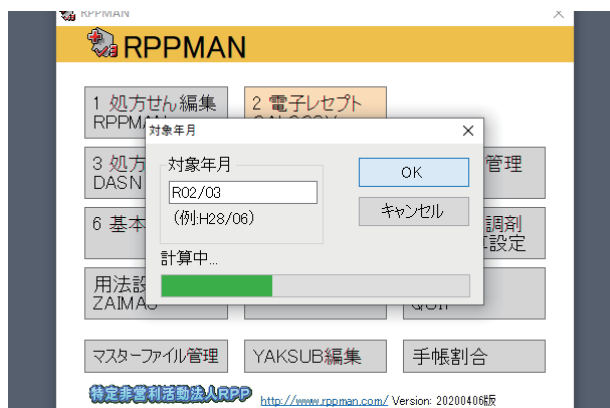 RPPMAN
RPPMAN
1 処方せん編集
RPPMAN
2 電子レセプト
対象年月
3 処方
DASN
対象年月
R02/03
(例:H28/06)
OK
キャンセル
管理
6 基本
調剤
設定
計算中...
用法設
ZAIMAS
マスターファイル管理
YAKSUB編集
手帳割合
特定非営利活動法人RPP
http://www.rppman.com/ Version: 20200406版